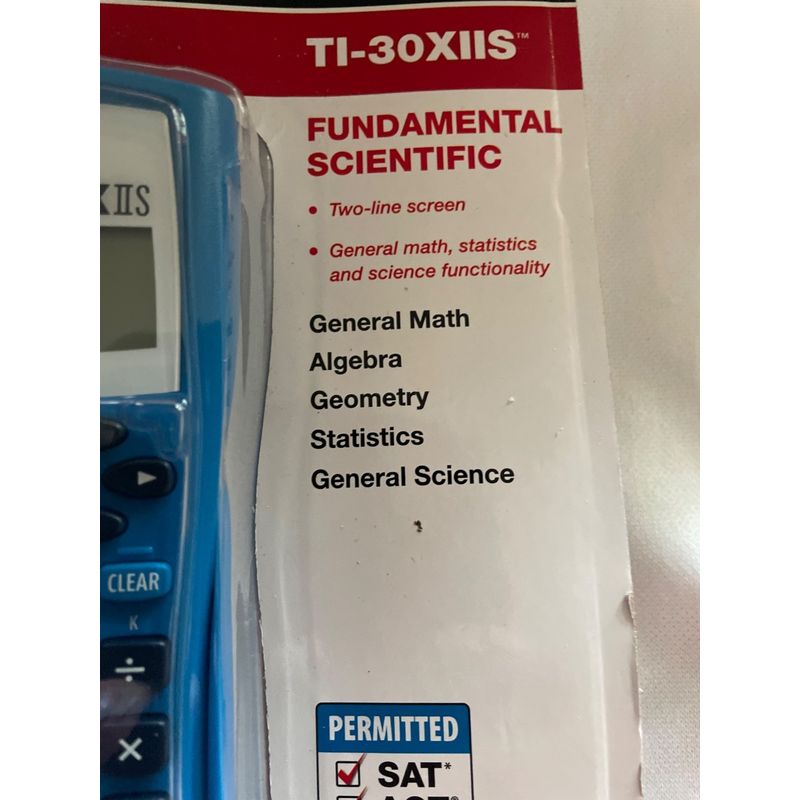 TI-30XIIS™
FUNDAMENTAL
SCIENTIFIC
• Two-line screen
• General math, statistics
and science functionality
General Math
Algebra
Geometry
Statistics
General Science
XIIS
CLEAR
K
÷
×
PERMITTED
SAT*
ACT®